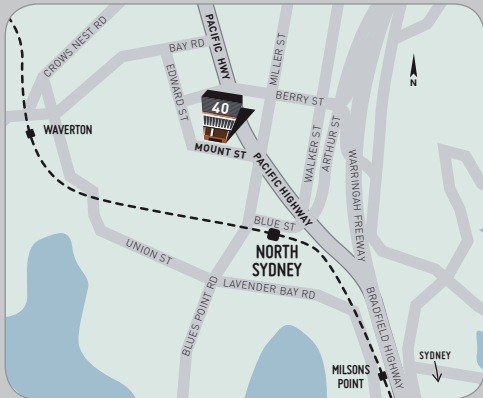 CROWS NEST RD
PACIFIC HWY
BAY RD
MILLER ST
EDWARD ST
BERRY ST
N
40
WAVERTON
MOUNT ST
PACIFIC HIGHWAY
WALKER ST
ARTHUR ST
WARRINGAH FREEWAY
BLUE ST
NORTH
SYDNEY
UNION ST
LAVENDER BAY RD
BLUES POINT RD
BRADFIELD HIGHWAY
SYDNEY
MILSONS
POINT